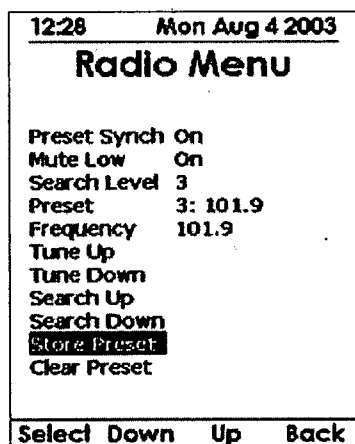 12:28 Mon Aug 4 2003
Radio Menu
Preset Synch On
Mute Low On
Search Level 3
Preset 3: 101.9
Frequency 101.9
Tune Up
Tune Down
Search Up
Search Down
Store Preset
Clear Preset
Select Down Up Back